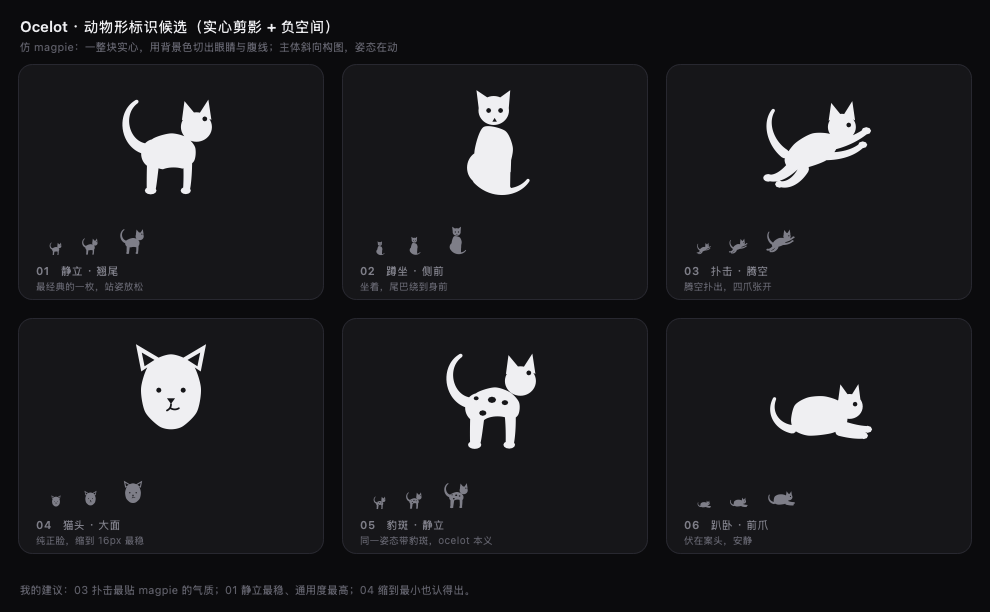 Ocelot · 动物形标识候选（实心剪影 + 负空间）
仿 magpie：一整块实心，用背景色切出眼睛与腹线；主体斜向构图，姿态在动
01 静立 · 翘尾
最经典的一枚，站姿放松
02 蹲坐 · 侧前
坐看，尾巴绕到身前
03 扑击 · 腾空
腾空扑出，四爪张开
04 猫头 · 大面
纯正脸，缩到 16px 最稳
05 豹斑 · 静立
同一姿态带豹斑，ocelot 本义
06 趴卧 · 前爪
伏在案头，安静
我的建议：03 扑击最贴 magpie 的气质；01 静立最稳、通用度最高；04 缩到最小也认得出。